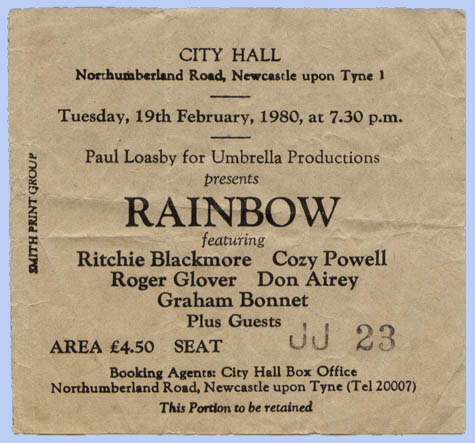 CITY HALL
Northumberland Road, Newcastle upon Tyne 1
Tuesday, 19th February, 1980, at 7.30 p.m.
Paul Loasby for Umbrella Productions
presents
RAINBOW
featuring
Ritchie Blackmore Cozy Powell
Roger Glover Don Airey
Graham Bonnet
Plus Guests
AREA £4.50 SEAT JJ 23
Booking Agents: City Hall Box Office
Northumberland Road, Newcastle upon Tyne (Tel 20007)
This Portion to be retained
SMITH PRINT GROUP